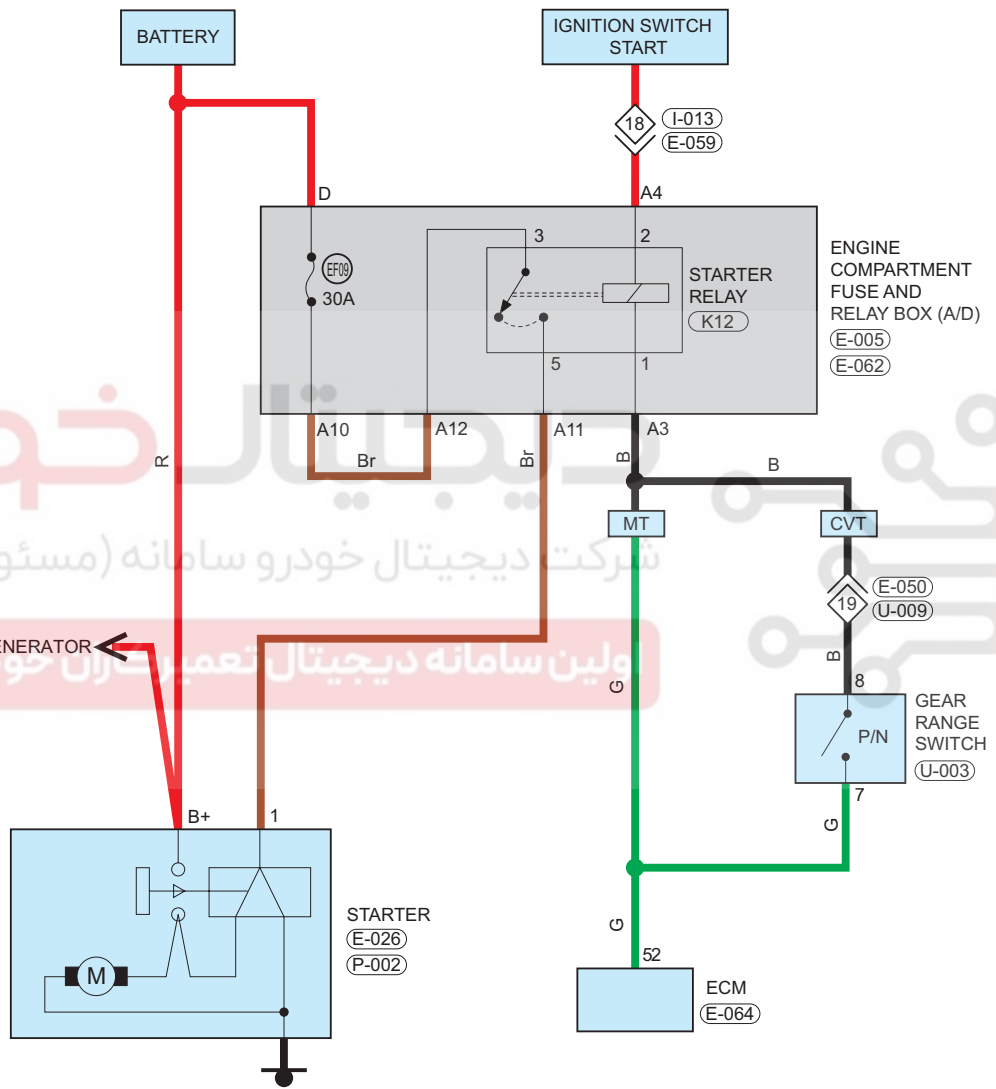 BATTERY
IGNITION SWITCH
START
18
I-013
E-059
D
A4
3
2
EF09
30A
STARTER
RELAY
K12
5
1
ENGINE
COMPARTMENT
FUSE AND
RELAY BOX (A/D)
E-005
E-062
A10
A12
A11
A3
R
Br
Br
B
B
MT
CVT
دیجیتال خو
شرکت دیجیتال خودرو سامانه (مسئو
19
E-050
U-009
ENERATOR
اولین سامانه دیجیتال تعمیرکاران خو
G
B
8
P/N
GEAR
RANGE
SWITCH
U-003
7
G
B+
1
STARTER
E-026
P-002
M
G
52
ECM
E-064